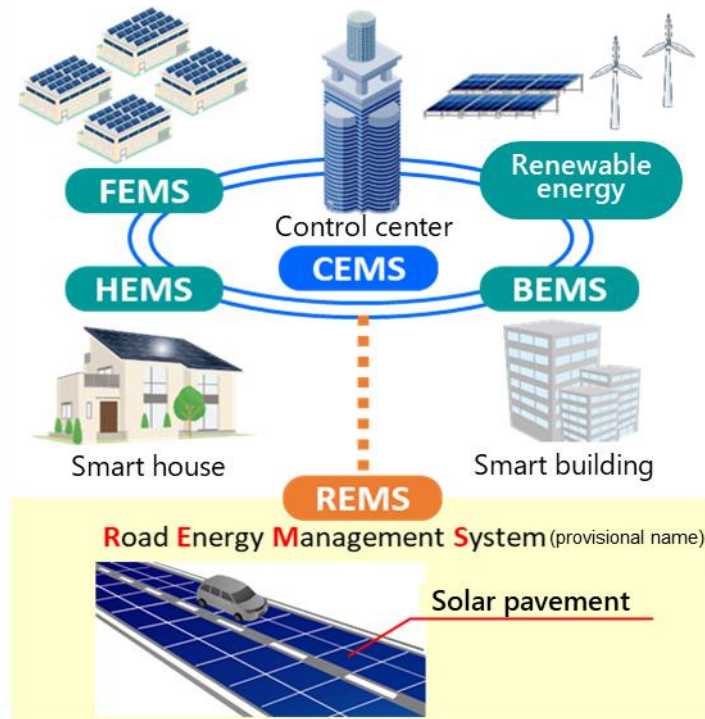 FEMS
Renewable
energy
Control center
CEMS
HEMS
BEMS
Smart house
Smart building
REMS
Road Energy Management System (provisional name)
Solar pavement